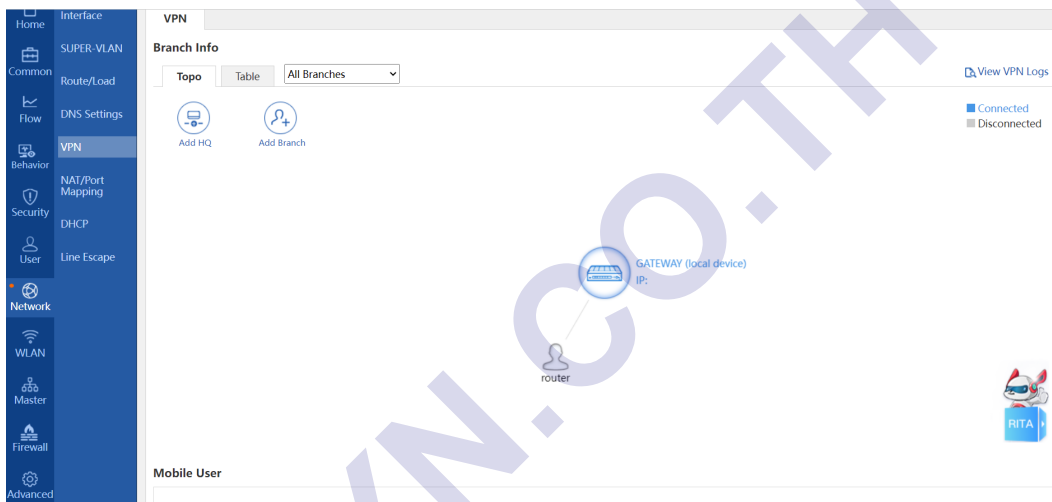 Home
Common
Flow
Behavior
Security
User
Network
WLAN
Master
Firewall
Advanced
Interface
SUPER-VLAN
Route/Load
DNS Settings
VPN
NAT/Port
Mapping
DHCP
Line Escape
VPN
Branch Info
Topo Table All Branches View VPN Logs
Connected
Disconnected
Add HQ Add Branch
GATEWAY (local device)
IP:
router
RITA
Mobile User
YN.CO.TH